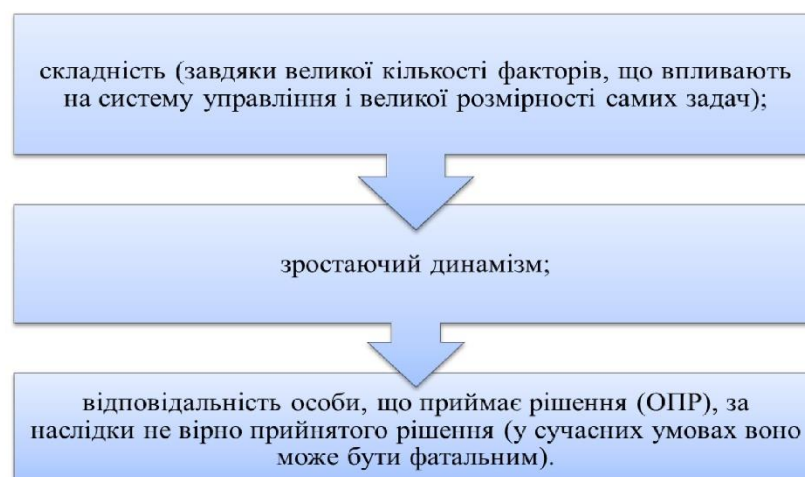 складність (завдяки великої кількості факторів, що впливають
на систему управління і великої розмірності самих задач);
зростаючий динамізм;
відповідальність особи, що приймає рішення (ОПР), за
наслідки не вірно прийнятого рішення (у сучасних умовах воно
може бути фатальним).